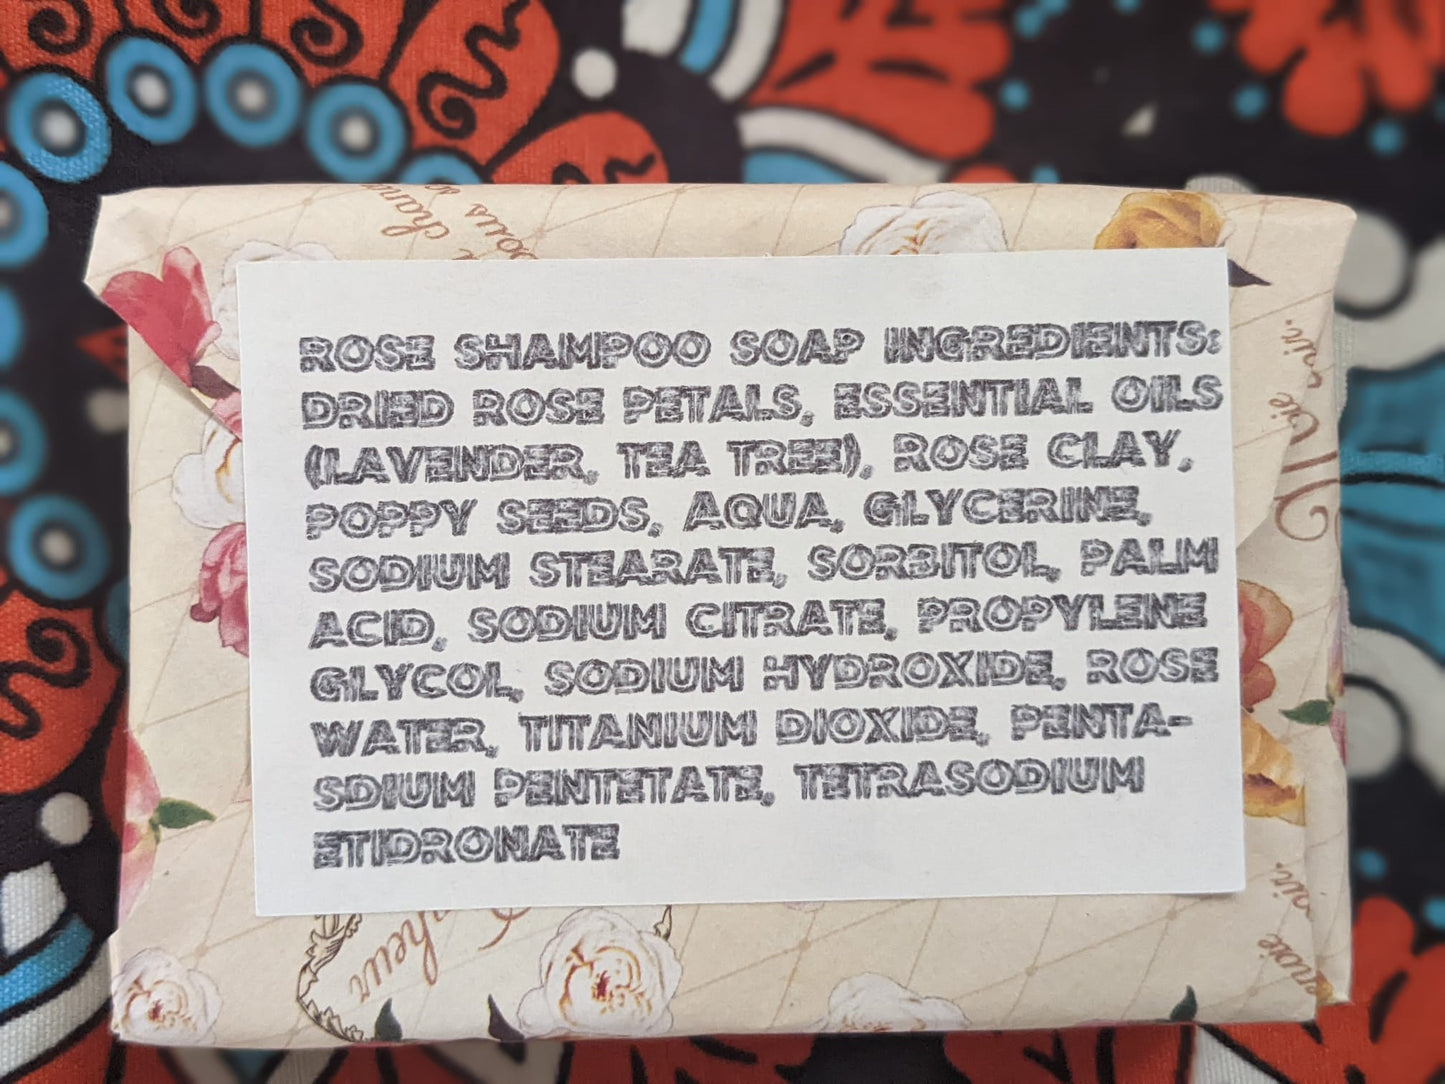 ROSE SHAMPOO SOAP INGREDIENTS:
DRIED ROSE PETALS, ESSENTIAL OILS
(LAVENDER, TEA TREE), ROSE CLAY,
POPPY SEEDS, AQUA, GLYCERINE,
SODIUM STEARATE, SORBITOL, PALM
ACID, SODIUM CITRATE, PROPYLENE
GLYCOL, SODIUM HYDROXIDE, ROSE
WATER, TITANIUM DIOXIDE, PENTA-
SDIUM PENTETATE, TETRASODIUM
ETIDRONATE